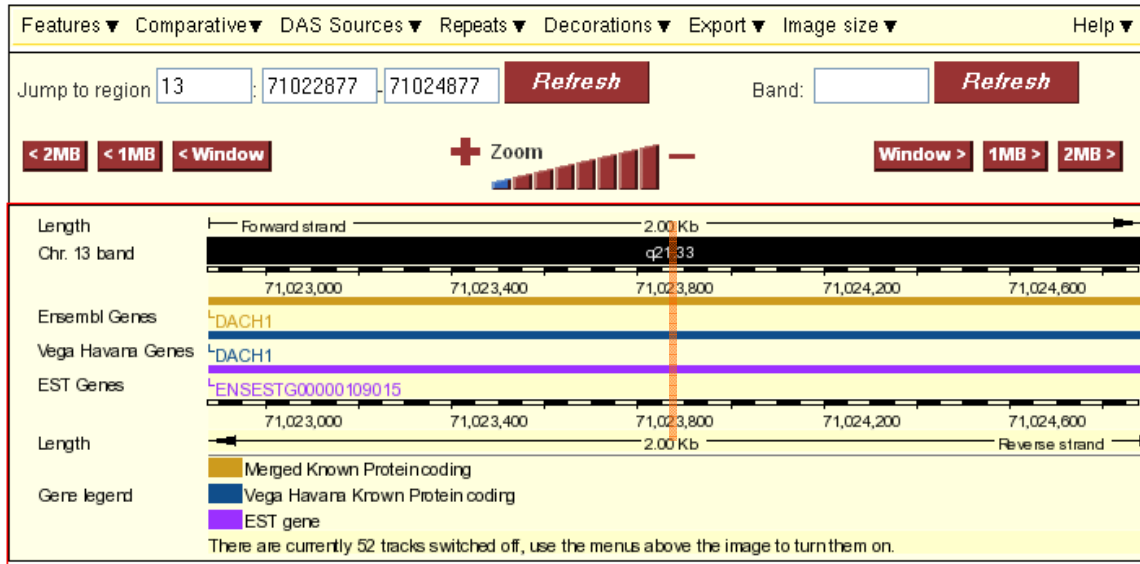 Features ▼ Comparative ▼ DAS Sources ▼ Repeats ▼ Decorations ▼ Export ▼ Image size ▼ Help ▼
Jump to region 13 : 71022877 - 71024877 Refresh Band: Refresh
< 2MB < 1MB < Window + Zoom − Window > 1MB > 2MB >
Length Forward strand 2.00 Kb
Chr. 13 band q21.33
71,023,000 71,023,400 71,023,800 71,024,200 71,024,600
Ensembl Genes DACH1
Vega Havana Genes DACH1
EST Genes ENSESTG00000109015
71,023,000 71,023,400 71,023,800 71,024,200 71,024,600
Length 2.00 Kb Reverse strand
Merged Known Protein coding
Gene legend Vega Havana Known Protein coding
EST gene
There are currently 52 tracks switched off, use the menus above the image to turn them on.